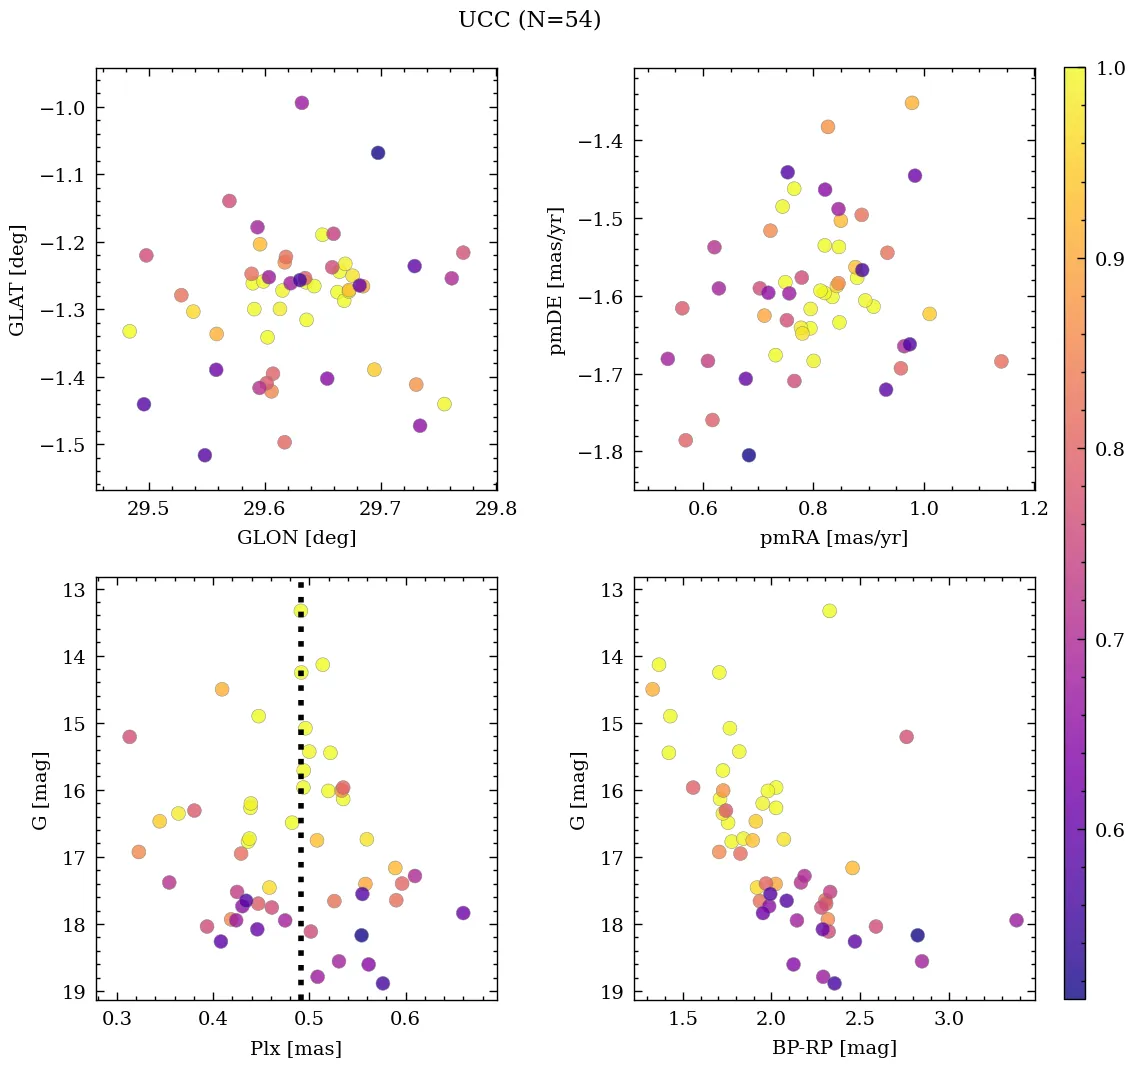 UCC (N=54)
−1.0
−1.1
−1.2
−1.3
−1.4
−1.5
GLAT [deg]
29.5 29.6 29.7 29.8
GLON [deg]
−1.4
−1.5
−1.6
−1.7
−1.8
pmDE [mas/yr]
0.6 0.8 1.0 1.2
pmRA [mas/yr]
1.0
0.9
0.8
0.7
0.6
13
14
15
16
17
18
19
G [mag]
0.3 0.4 0.5 0.6
Plx [mas]
13
14
15
16
17
18
19
G [mag]
1.5 2.0 2.5 3.0
BP-RP [mag]